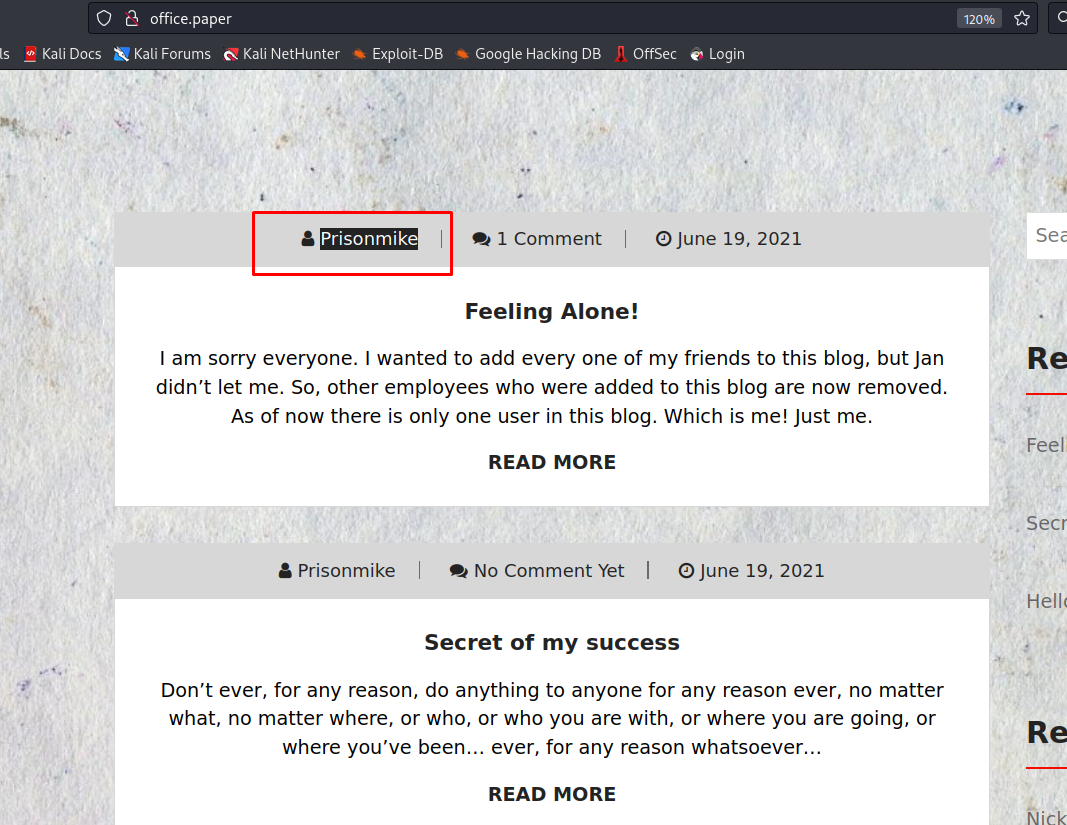 office.paper
120%
ls Kali Docs Kali Forums Kali NetHunter Exploit-DB Google Hacking DB OffSec Login
Prisonmike | 1 Comment | June 19, 2021
Sea
Feeling Alone!
I am sorry everyone. I wanted to add every one of my friends to this blog, but Jan
didn’t let me. So, other employees who were added to this blog are now removed.
As of now there is only one user in this blog. Which is me! Just me.
READ MORE
Re
Feel
Secr
Hello
Prisonmike | No Comment Yet | June 19, 2021
Secret of my success
Don’t ever, for any reason, do anything to anyone for any reason ever, no matter
what, no matter where, or who, or who you are with, or where you are going, or
where you’ve been… ever, for any reason whatsoever…
READ MORE
Re
Nick